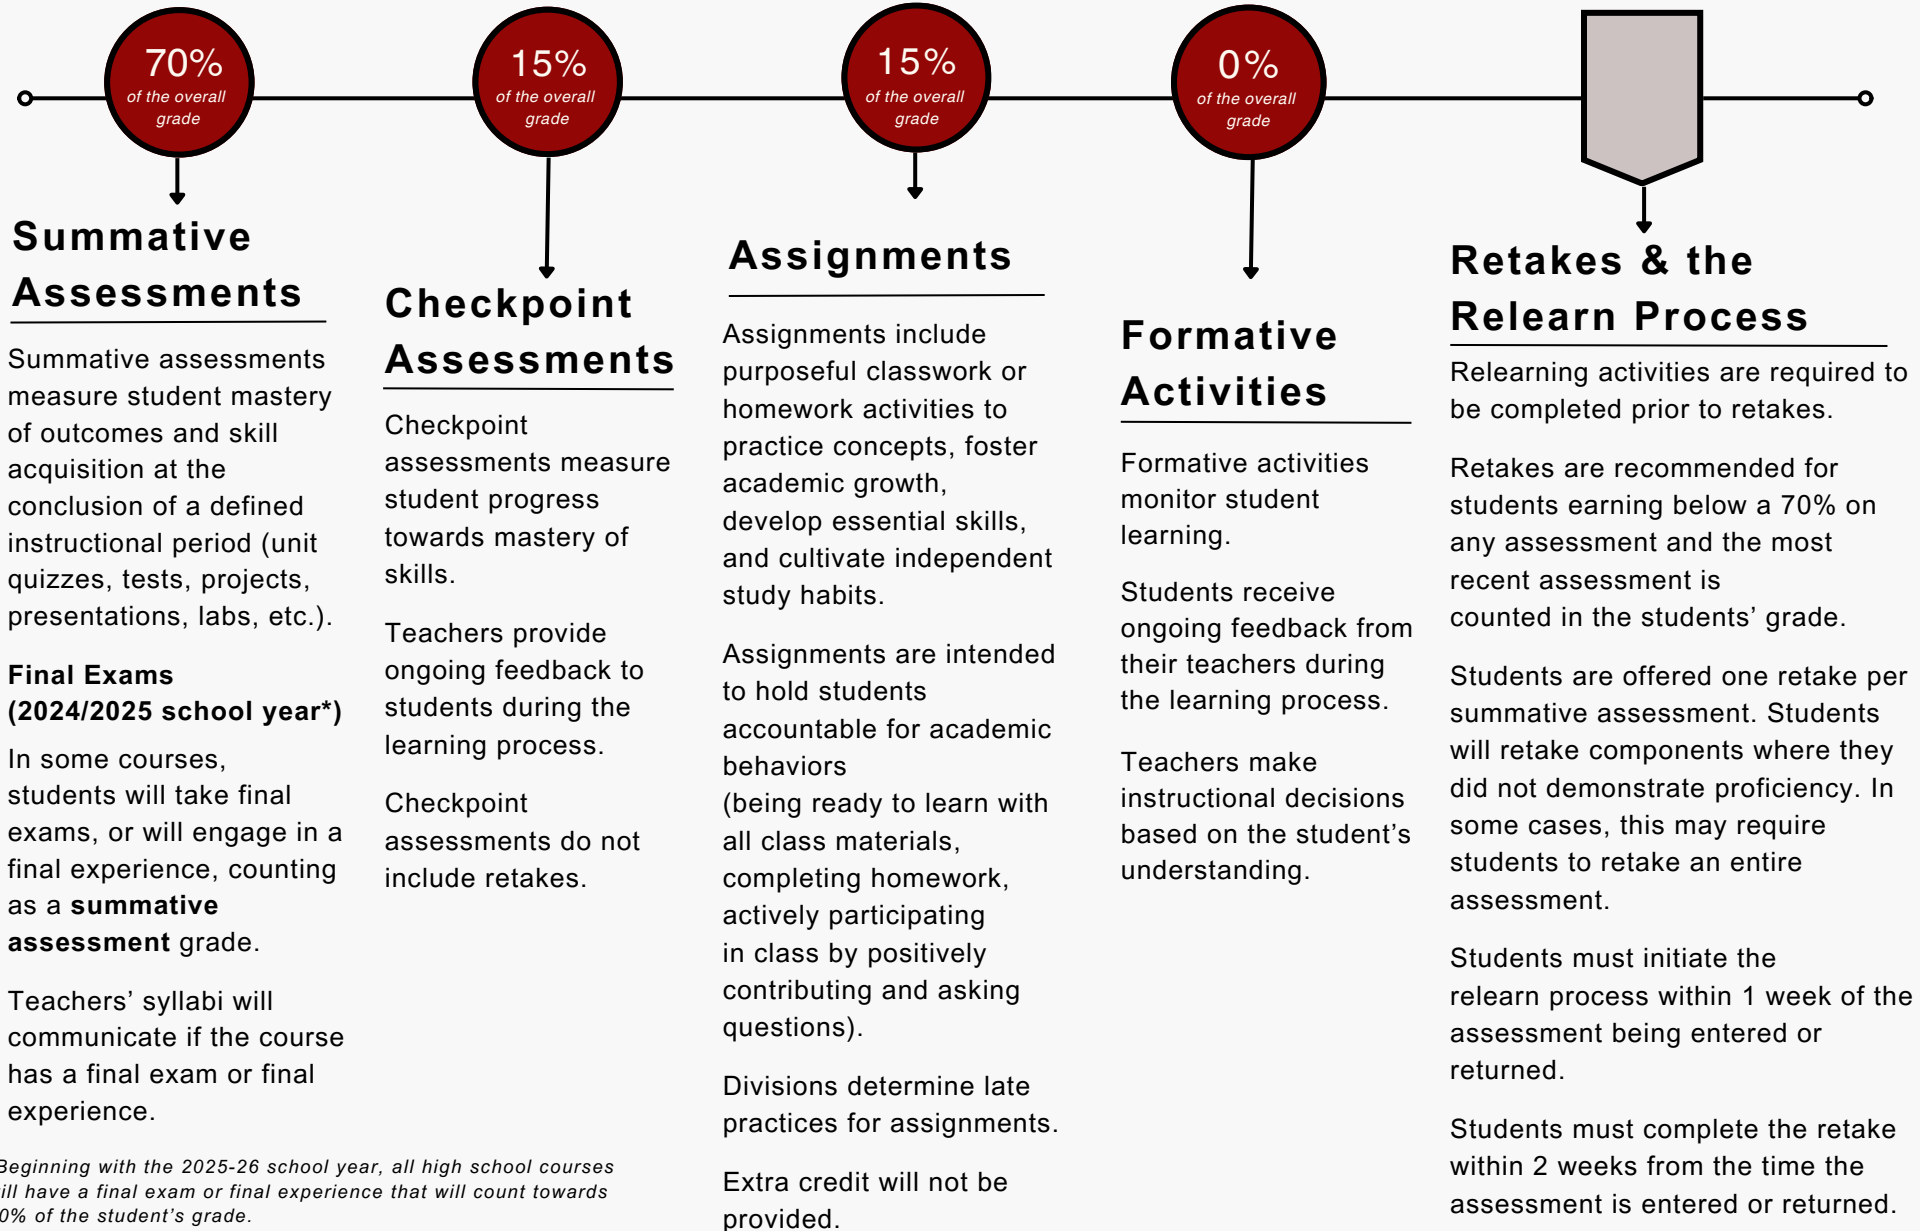 70%
of the overall
grade
Summative
Assessments
Summative assessments
measure student mastery
of outcomes and skill
acquisition at the
conclusion of a defined
instructional period (unit
quizzes, tests, projects,
presentations, labs, etc.).
Final Exams
(2024/2025 school year*)
In some courses,
students will take final
exams, or will engage in a
final experience, counting
as a summative
assessment grade.
Teachers’ syllabi will
communicate if the course
has a final exam or final
experience.
Beginning with the 2025-26 school year, all high school courses
ill have a final exam or final experience that will count towards
0% of the student's grade.
15%
of the overall
grade
Checkpoint
Assessments
Checkpoint
assessments measure
student progress
towards mastery of
skills.
Teachers provide
ongoing feedback to
students during the
learning process.
Checkpoint
assessments do not
include retakes.
15%
of the overall
grade
Assignments
Assignments include
purposeful classwork or
homework activities to
practice concepts, foster
academic growth,
develop essential skills,
and cultivate independent
study habits.
Assignments are intended
to hold students
accountable for academic
behaviors
(being ready to learn with
all class materials,
completing homework,
actively participating
in class by positively
contributing and asking
questions).
Divisions determine late
practices for assignments.
Extra credit will not be
provided.
0%
of the overall
grade
Formative
Activities
Formative activities
monitor student
learning.
Students receive
ongoing feedback from
their teachers during
the learning process.
Teachers make
instructional decisions
based on the student’s
understanding.
Retakes & the
Relearn Process
Relearning activities are required to
be completed prior to retakes.
Retakes are recommended for
students earning below a 70% on
any assessment and the most
recent assessment is
counted in the students’ grade.
Students are offered one retake per
summative assessment. Students
will retake components where they
did not demonstrate proficiency. In
some cases, this may require
students to retake an entire
assessment.
Students must initiate the
relearn process within 1 week of the
assessment being entered or
returned.
Students must complete the retake
within 2 weeks from the time the
assessment is entered or returned.